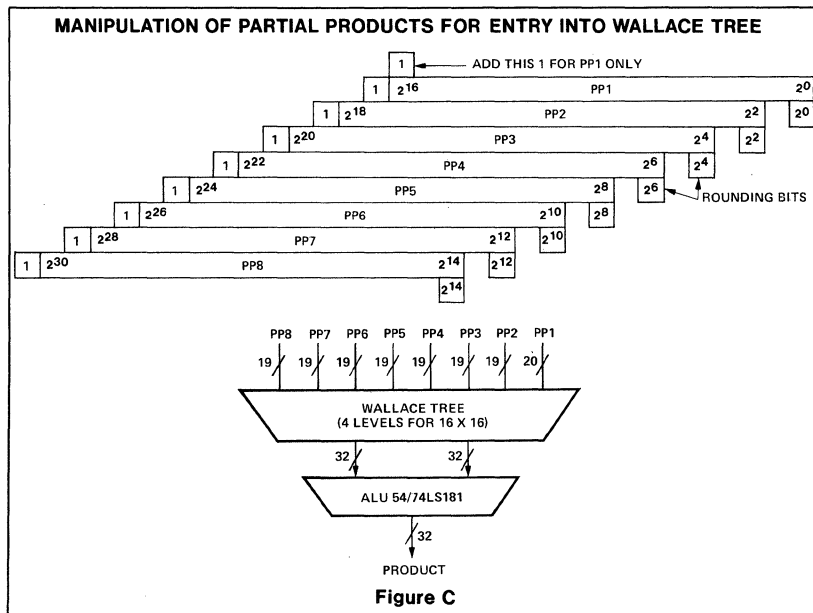 MANIPULATION OF PARTIAL PRODUCTS FOR ENTRY INTO WALLACE TREE
1 ADD THIS 1 FOR PP1 ONLY
1 2^16 PP1 2^0
1 2^18 PP2 2^2 2^0
1 2^20 PP3 2^4 2^2
1 2^22 PP4 2^6 2^4
1 2^24 PP5 2^8 2^6 ROUNDING BITS
1 2^26 PP6 2^10 2^8
1 2^28 PP7 2^12 2^10
1 2^30 PP8 2^14 2^12
2^14
PP8 PP7 PP6 PP5 PP4 PP3 PP2 PP1
19 19 19 19 19 19 19 20
WALLACE TREE
(4 LEVELS FOR 16 X 16)
32 32
ALU 54/74LS181
32
PRODUCT
Figure C